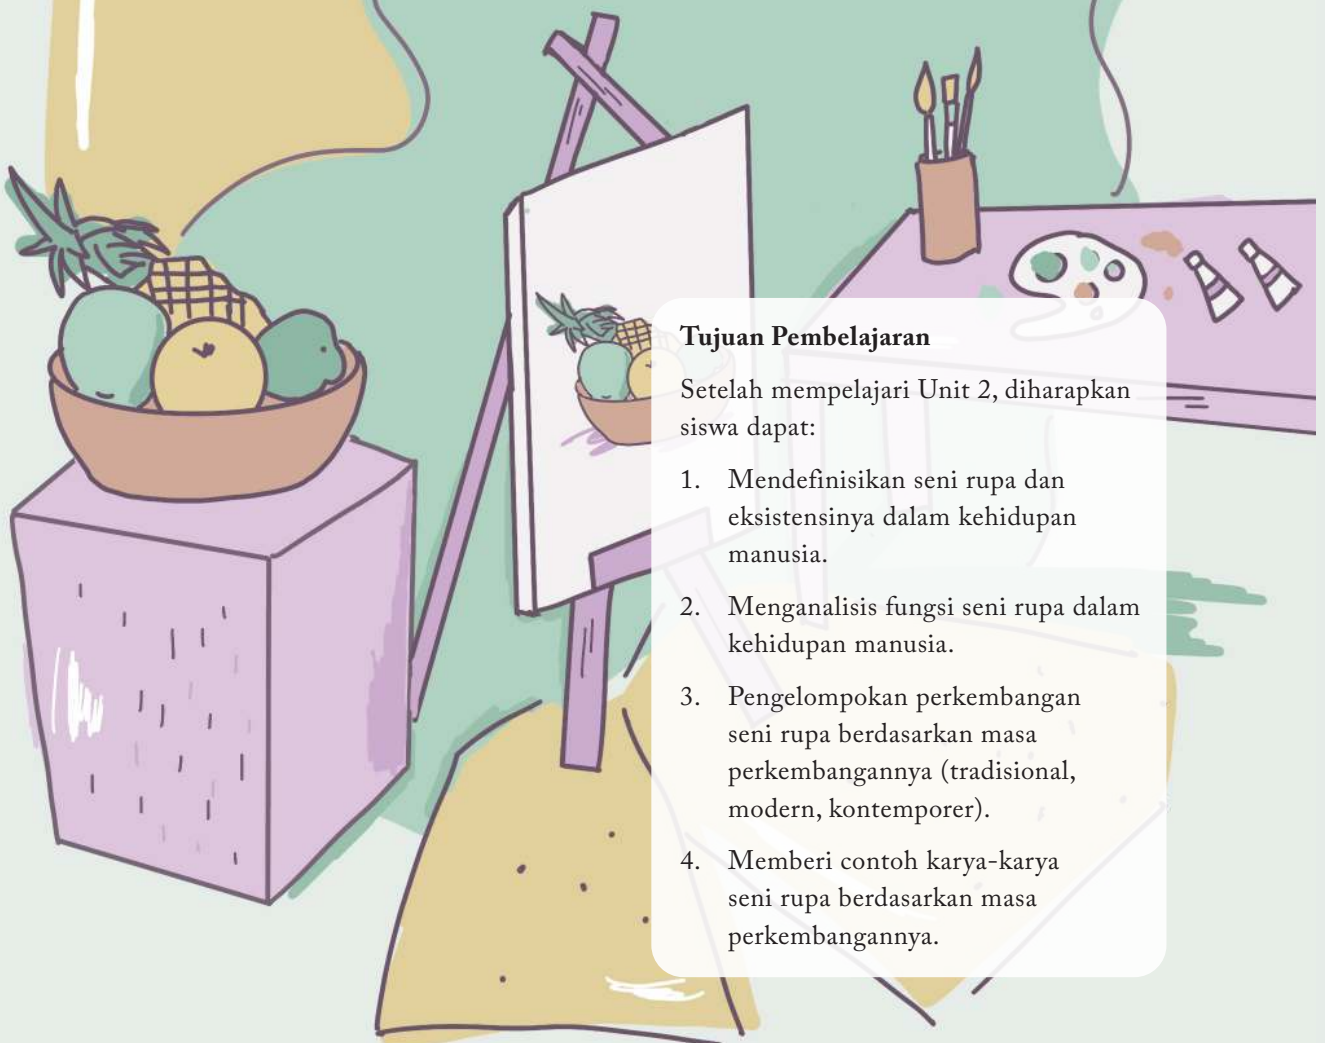 Tujuan Pembelajaran
Setelah mempelajari Unit 2, diharapkan
siswa dapat:
1. Mendefinisikan seni rupa dan
eksistensinya dalam kehidupan
manusia.
2. Menganalisis fungsi seni rupa dalam
kehidupan manusia.
3. Pengelompokan perkembangan
seni rupa berdasarkan masa
perkembangannya (tradisional,
modern, kontemporer).
4. Memberi contoh karya-karya
seni rupa berdasarkan masa
perkembangannya.